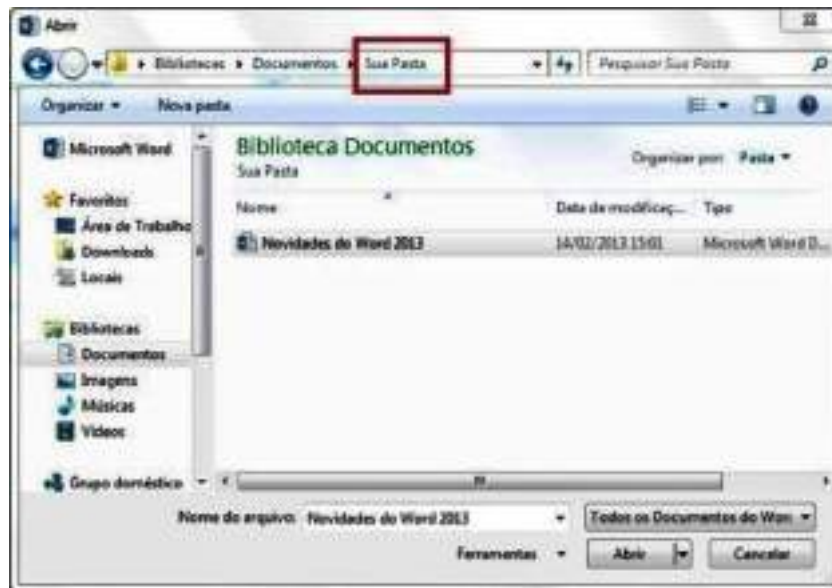 Abrir
Bibliotecas Documentos Sua Pasta Pesquisar Sua Pasta
Organizar Nova pasta
Microsoft Word
Favoritos
Área de Trabalho
Downloads
Locais
Bibliotecas
Documentos
Imagens
Músicas
Vídeos
Grupo doméstico
Biblioteca Documentos
Sua Pasta
Organizar por: Pasta
Nome Data de modificaç... Tipo
Novidades do Word 2013 14/02/2013 15:01 Microsoft Word D...
Nome do arquivo: Novidades do Word 2013 Todos os Documentos do Wor
Ferramentas Abrir Cancelar